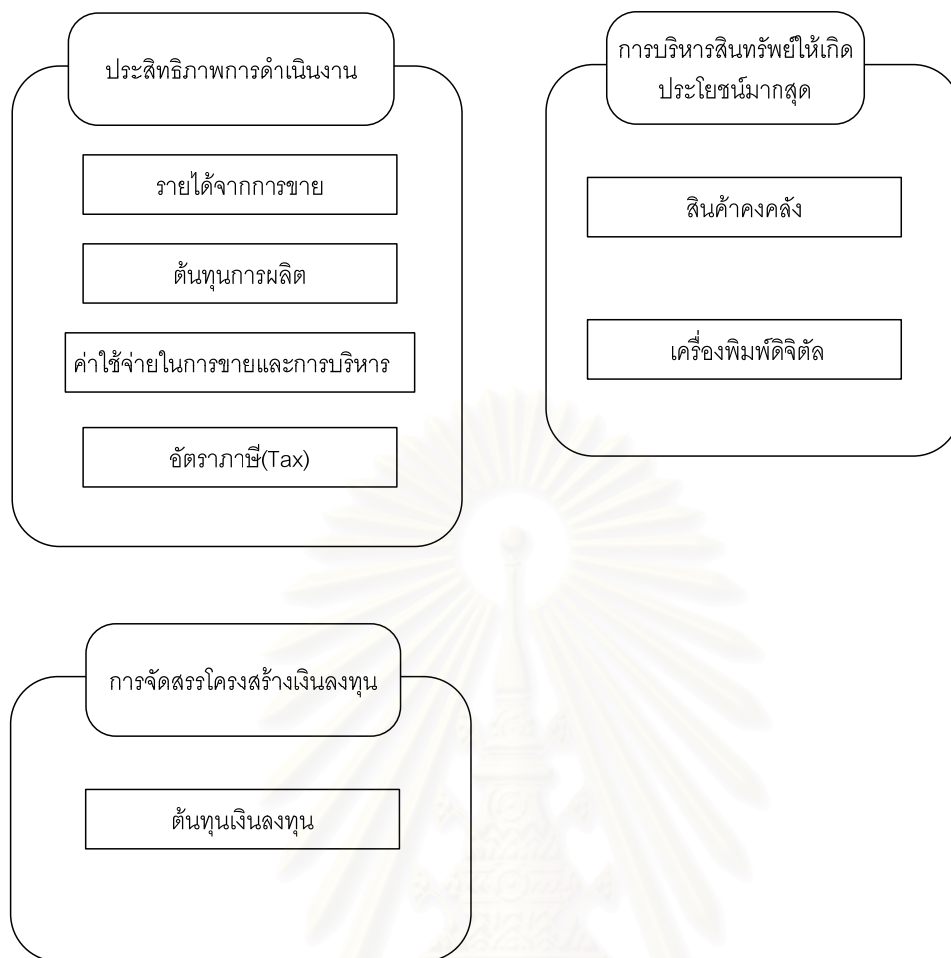 ประสิทธิภาพการดำเนินงาน
รายได้จากการขาย
ต้นทุนการผลิต
ค่าใช้จ่ายในการขายและการบริหาร
อัตราภาษี(Tax)
การบริหารสินทรัพย์ให้เกิด
ประโยชน์มากสุด
สินค้าคงคลัง
เครื่องพิมพ์ดิจิตัล
การจัดสรรโครงสร้างเงินลงทุน
ต้นทุนเงินลงทุน